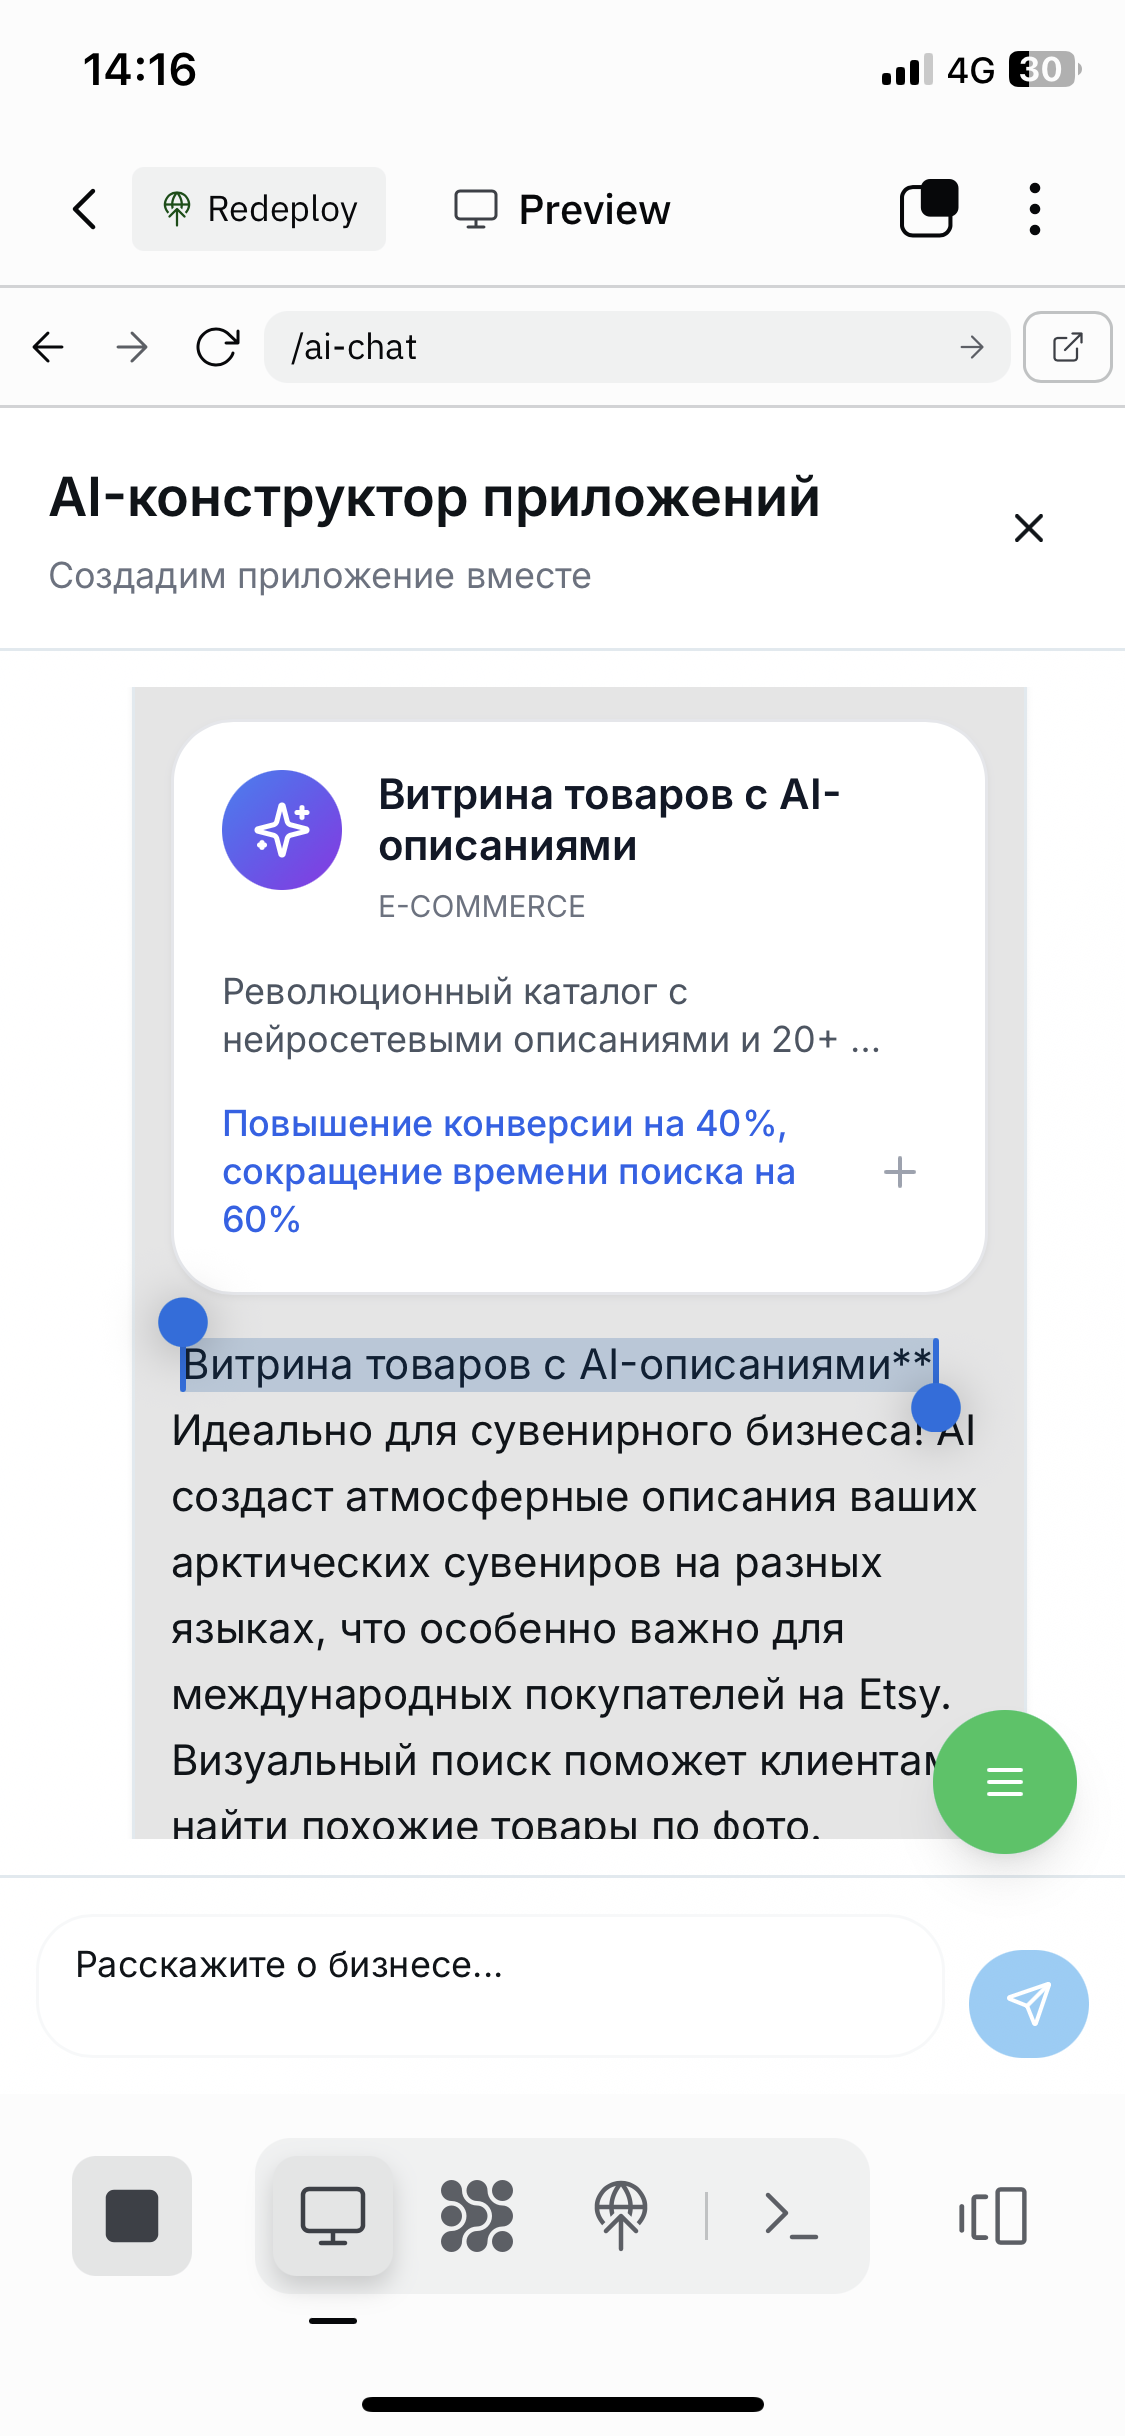 14:16
4G 30
Redeploy
Preview
/ai-chat
AI-конструктор приложений
Создадим приложение вместе
Витрина товаров с AI-
описаниями
E-COMMERCE
Революционный каталог с
нейросетевыми описаниями и 20+ ...
Повышение конверсии на 40%,
сокращение времени поиска на
60%
Витрина товаров с AI-описаниями**
Идеально для сувенирного бизнеса! AI
создаст атмосферные описания ваших
арктических сувениров на разных
языках, что особенно важно для
международных покупателей на Etsy.
Визуальный поиск поможет клиентам
найти похожие товары по фото.
Расскажите о бизнесе...